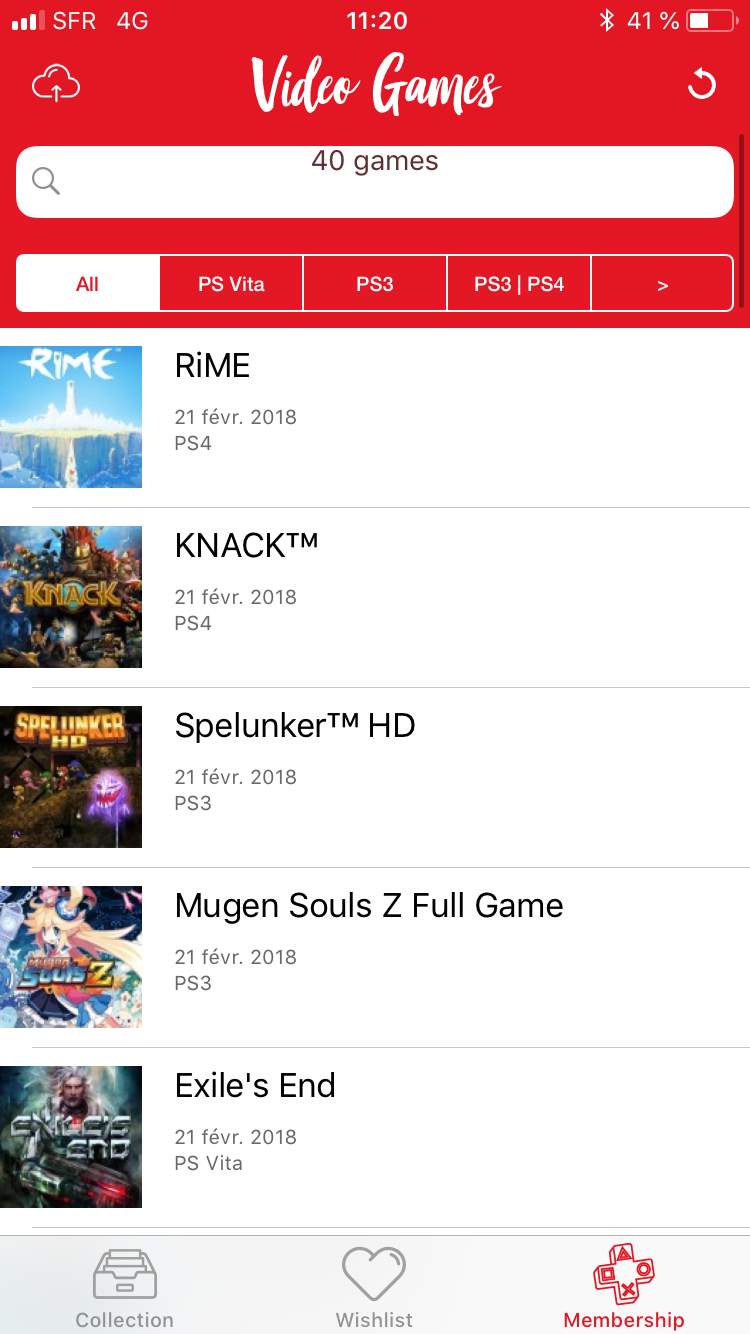 SFR 4G 11:20 41 %
Video Games
40 games
All PS Vita PS3 PS3 | PS4 >
RiME
RiME™
21 févr. 2018
PS4
KNACK™
KNACK
21 févr. 2018
PS4
SPELUNKER
HD
Spelunker™ HD
21 févr. 2018
PS3
Mugen Souls Z Full Game
MUGEN
SOULS Z
21 févr. 2018
PS3
Exile's End
EXILE'S
END
21 févr. 2018
PS Vita
Collection Wishlist Membership